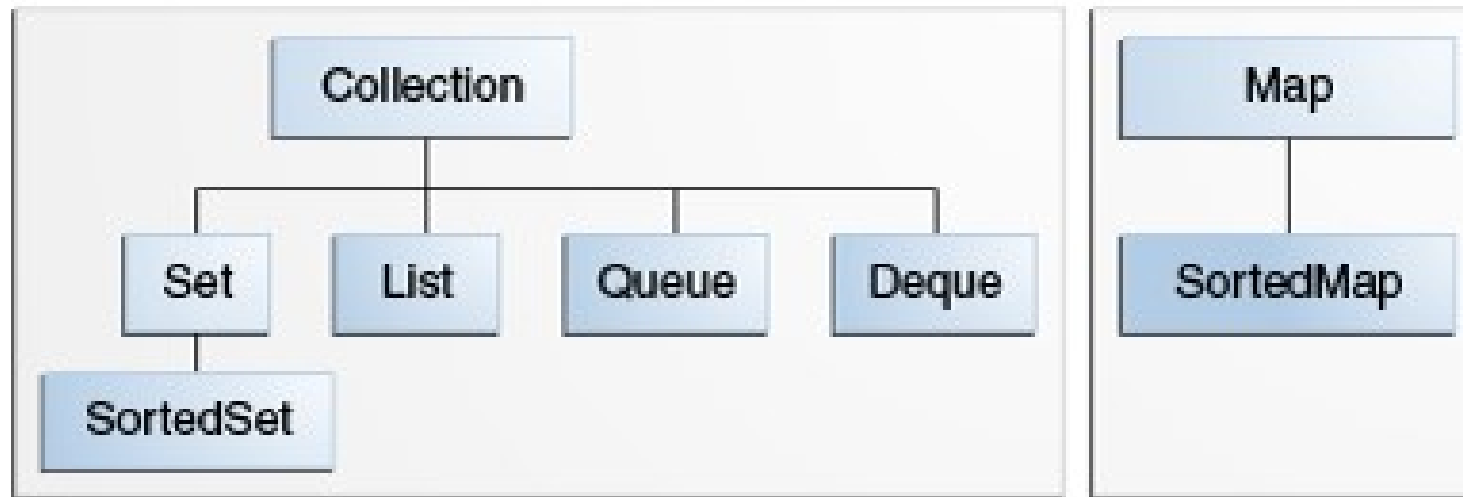 Collection
Map
Set
List
Queue
Deque
SortedMap
SortedSet